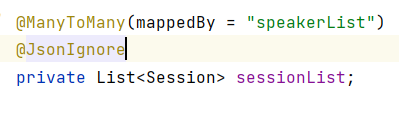 @ManyToMany(mappedBy = "speakerList")
@JsonIgnore
private List<Session> sessionList;